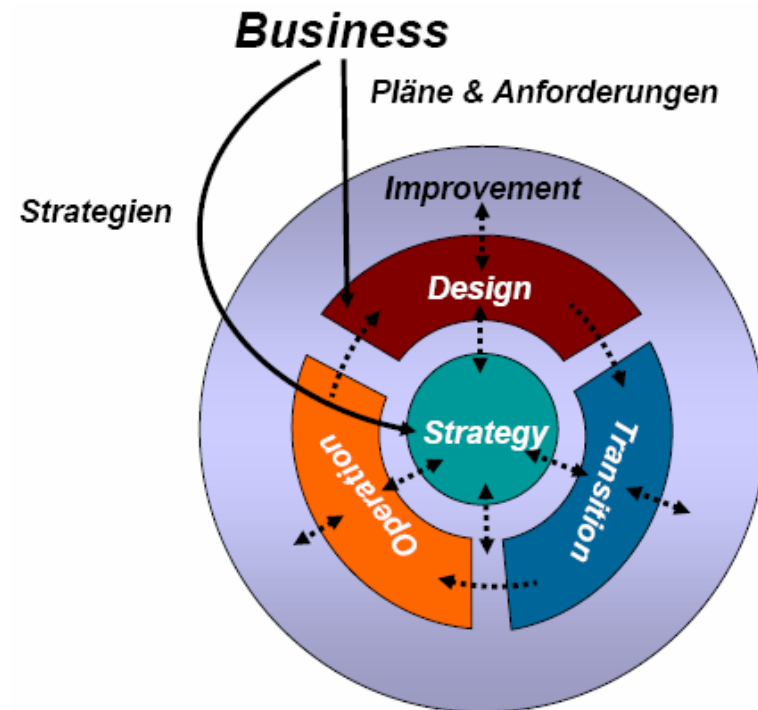 Business
Pläne & Anforderungen
Improvement
Strategien
Design
Strategy
Operation
Transition